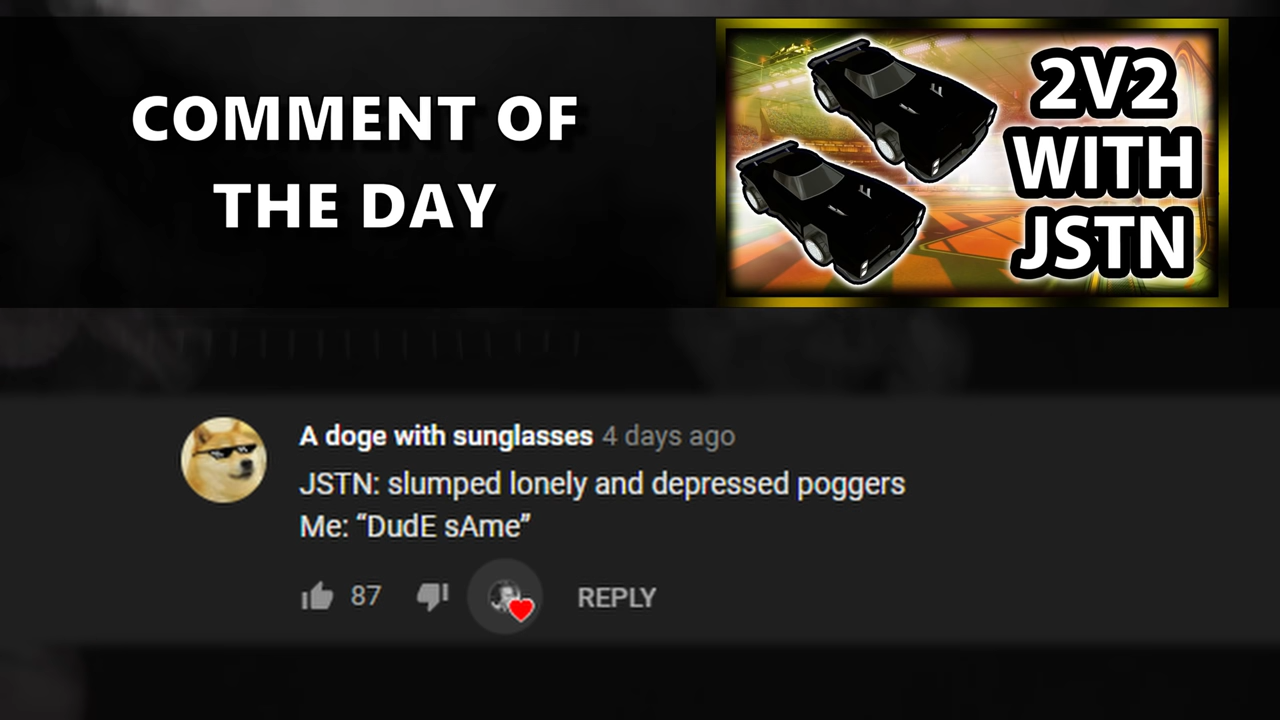 COMMENT OF
THE DAY
2V2
WITH
JSTN
A doge with sunglasses 4 days ago
JSTN: slumped lonely and depressed poggers
Me: “DudE sAme”
87 REPLY